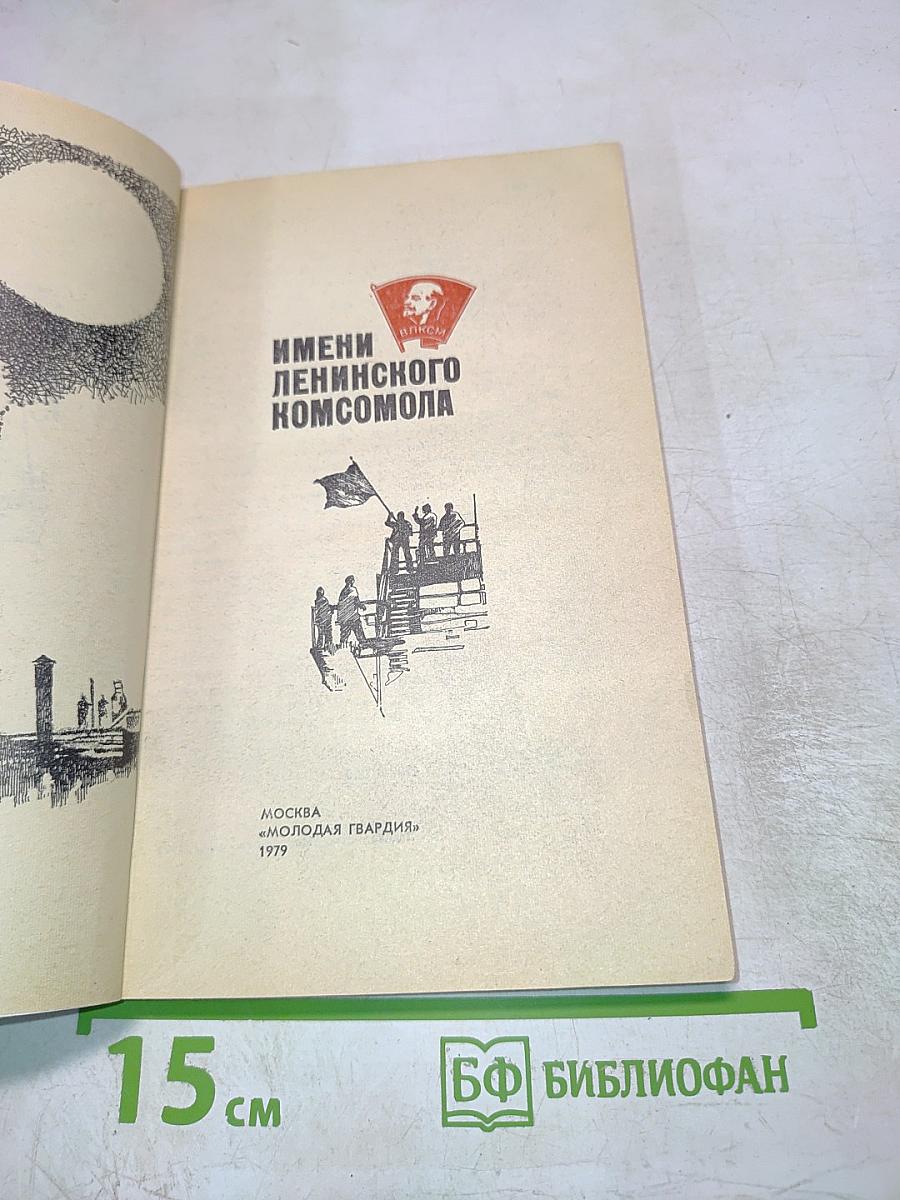 ВЛКСМ
ИМЕНИ
ЛЕНИНСКОГО
КОМСОМОЛА
МОСКВА
«МОЛОДАЯ ГВАРДИЯ»
1979
15 см
БФ БИБЛИОФАН